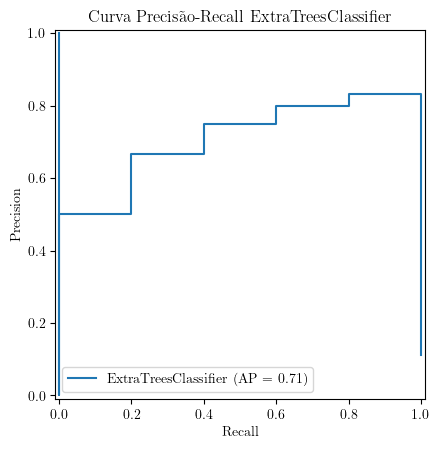 Curva Precisão-Recall ExtraTreesClassifier
1.0
0.8
0.6
0.4
0.2
0.0
Precision
ExtraTreesClassifier (AP = 0.71)
0.0 0.2 0.4 0.6 0.8 1.0
Recall